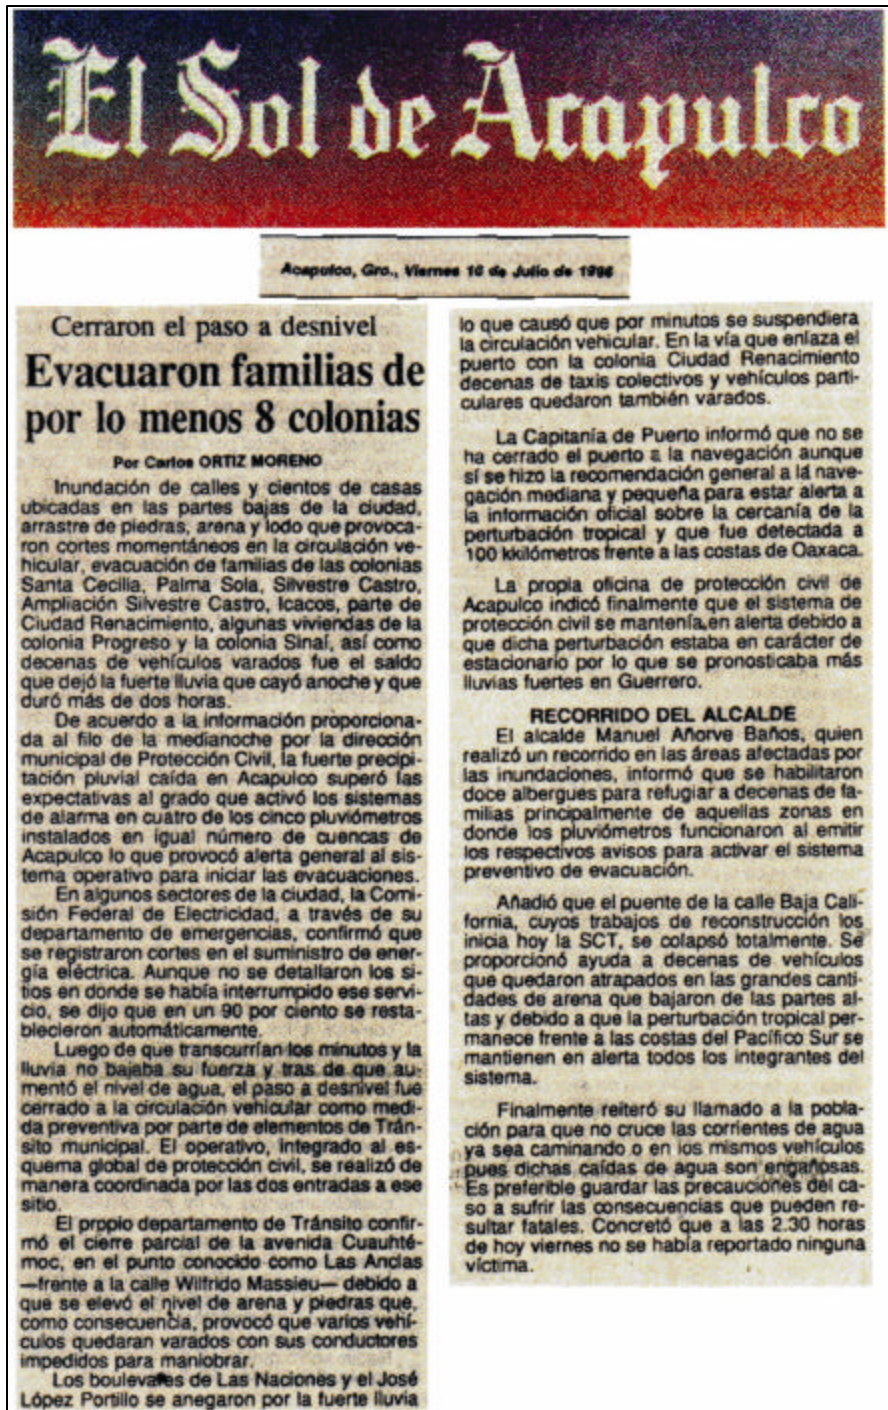 El Sol de Acapulco
Acapulco, Gro., Viernes 16 de Julio de
Cerraron el paso a desnivel
Evacuaron familias de
por lo menos 8 colonias
Por Carlos ORTIZ MORENO
Inundación de calles y cientos de casas
ubicadas en las partes bajas de la ciudad,
arrastre de piedras, arena y lodo que provoca-
ron cortes momentáneos en la circulación ve-
hicular, evacuación de familias de las colonias
Santa Cecilia, Palma Sola, Silvestre Castro,
Ampliación Silvestre Castro, Icacos, parte de
Ciudad Renacimiento, algunas viviendas de la
colonia Progreso y la colonia Sinaí, así como
decenas de vehículos varados fue el saldo
que dejó la fuerte lluvia que cayó anoche y que
duró más de dos horas.
De acuerdo a la información proporciona-
da al filo de la medianoche por la dirección
municipal de Protección Civil, la fuerte precipi-
tación pluvial caída en Acapulco superó las
expectativas al grado que activó los sistemas
de alarma en cuatro de los cinco pluviómetros
instalados en igual número de cuencas de
Acapulco lo que provocó alerta general al sis-
tema operativo para iniciar las evacuaciones.
En algunos sectores de la ciudad, la Comi-
sión Federal de Electricidad, a través de su
departamento de emergencias, confirmó que
se registraron cortes en el suministro de ener-
gía eléctrica. Aunque no se detallaron los si-
tios en donde se había interrumpido ese servi-
cio, se dijo que en un 90 por ciento se resta-
blecieron automáticamente.
Luego de que transcurrían los minutos y la
lluvia no bajaba su fuerza y tras de que au-
mentó el nivel de agua, el paso a desnivel fue
cerrado a la circulación vehicular como medi-
da preventiva por parte de elementos de Trán-
sito municipal. El operativo, integrado al es-
quema global de protección civil, se realizó de
manera coordinada por las dos entradas a ese
sitio.
El propio departamento de Tránsito confir-
mó el cierre parcial de la avenida Cuauhté-
moc, en el punto conocido como Las Anclas
—frente a la calle Wilfrido Massieu— debido a
que se elevó el nivel de arena y piedras que,
como consecuencia, provocó que varios vehí-
culos quedaran varados con sus conductores
impedidos para maniobrar.
Los boulevares de Las Naciones y el José
López Portillo se anegaron por la fuerte lluvia
lo que causó que por minutos se suspendiera
la circulación vehicular. En la vía que enlaza el
puerto con la colonia Ciudad Renacimiento
decenas de taxis colectivos y vehículos parti-
culares quedaron también varados.
La Capitanía de Puerto informó que no se
ha cerrado el puerto a la navegación aunque
sí se hizo la recomendación general a lá nave-
gación mediana y pequeña para estar alerta a
la información oficial sobre la cercanía de la
perturbación tropical y que fue detectada a
100 kkilómetros frente a las costas de Oaxaca.
La propia oficina de protección civil de
Acapulco indicó finalmente que el sistema de
protección civil se mantenía en alerta debido a
que dicha perturbación estaba en carácter de
estacionario por lo que se pronosticaba más
lluvias fuertes en Guerrero.
RECORRIDO DEL ALCALDE
El alcalde Manuel Añorve Baños, quien
realizó un recorrido en las áreas afectadas por
las inundaciones, informó que se habilitaron
doce albergues para refugiar a decenas de fa-
milias principalmente de aquellas zonas en
donde los pluviómetros funcionaron al emitir
los respectivos avisos para activar el sistema
preventivo de evacuación.
Añadió que el puente de la calle Baja Cali-
fornia, cuyos trabajos de reconstrucción los
inicia hoy la SCT, se colapsó totalmente. Se
proporcionó ayuda a decenas de vehículos
que quedaron atrapados en las grandes canti-
dades de arena que bajaron de las partes al-
tas y debido a que la perturbación tropical per-
manece frente a las costas del Pacífico Sur se
mantienen en alerta todos los integrantes del
sistema.
Finalmente reiteró su llamado a la pobla-
ción para que no cruce las corrientes de agua
ya sea caminando o en los mismos vehículos
pues dichas caídas de agua son engañosas.
Es preferible guardar las precauciones del ca-
so a sufrir las consecuencias que pueden re-
sultar fatales. Concretó que a las 2.30 horas
de hoy viernes no se había reportado ninguna
víctima.